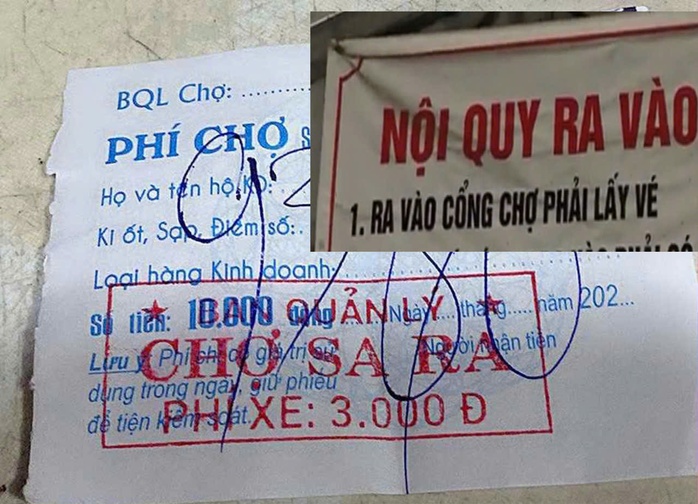 BQL Chợ: ....................
PHÍ CHỢ S
Họ và tên hộ KD:
Ki ốt, Sạp, Điểm số:
Loại hàng Kinh doanh:
Số tiền: 10.000 đồng ....... Ngày.... tháng..... năm 202...
Lưu ý: Phiếu có giá trị sử
Người nhận tiền
dụng trong ngày, giữ phiếu
để tiện kiểm soát.
★ BAN QUẢN LÝ ★
CHỢ SA RA
PHÍ XE: 3.000 Đ
NỘI QUY RA VÀO
1. RA VÀO CỔNG CHỢ PHẢI LẤY VÉ